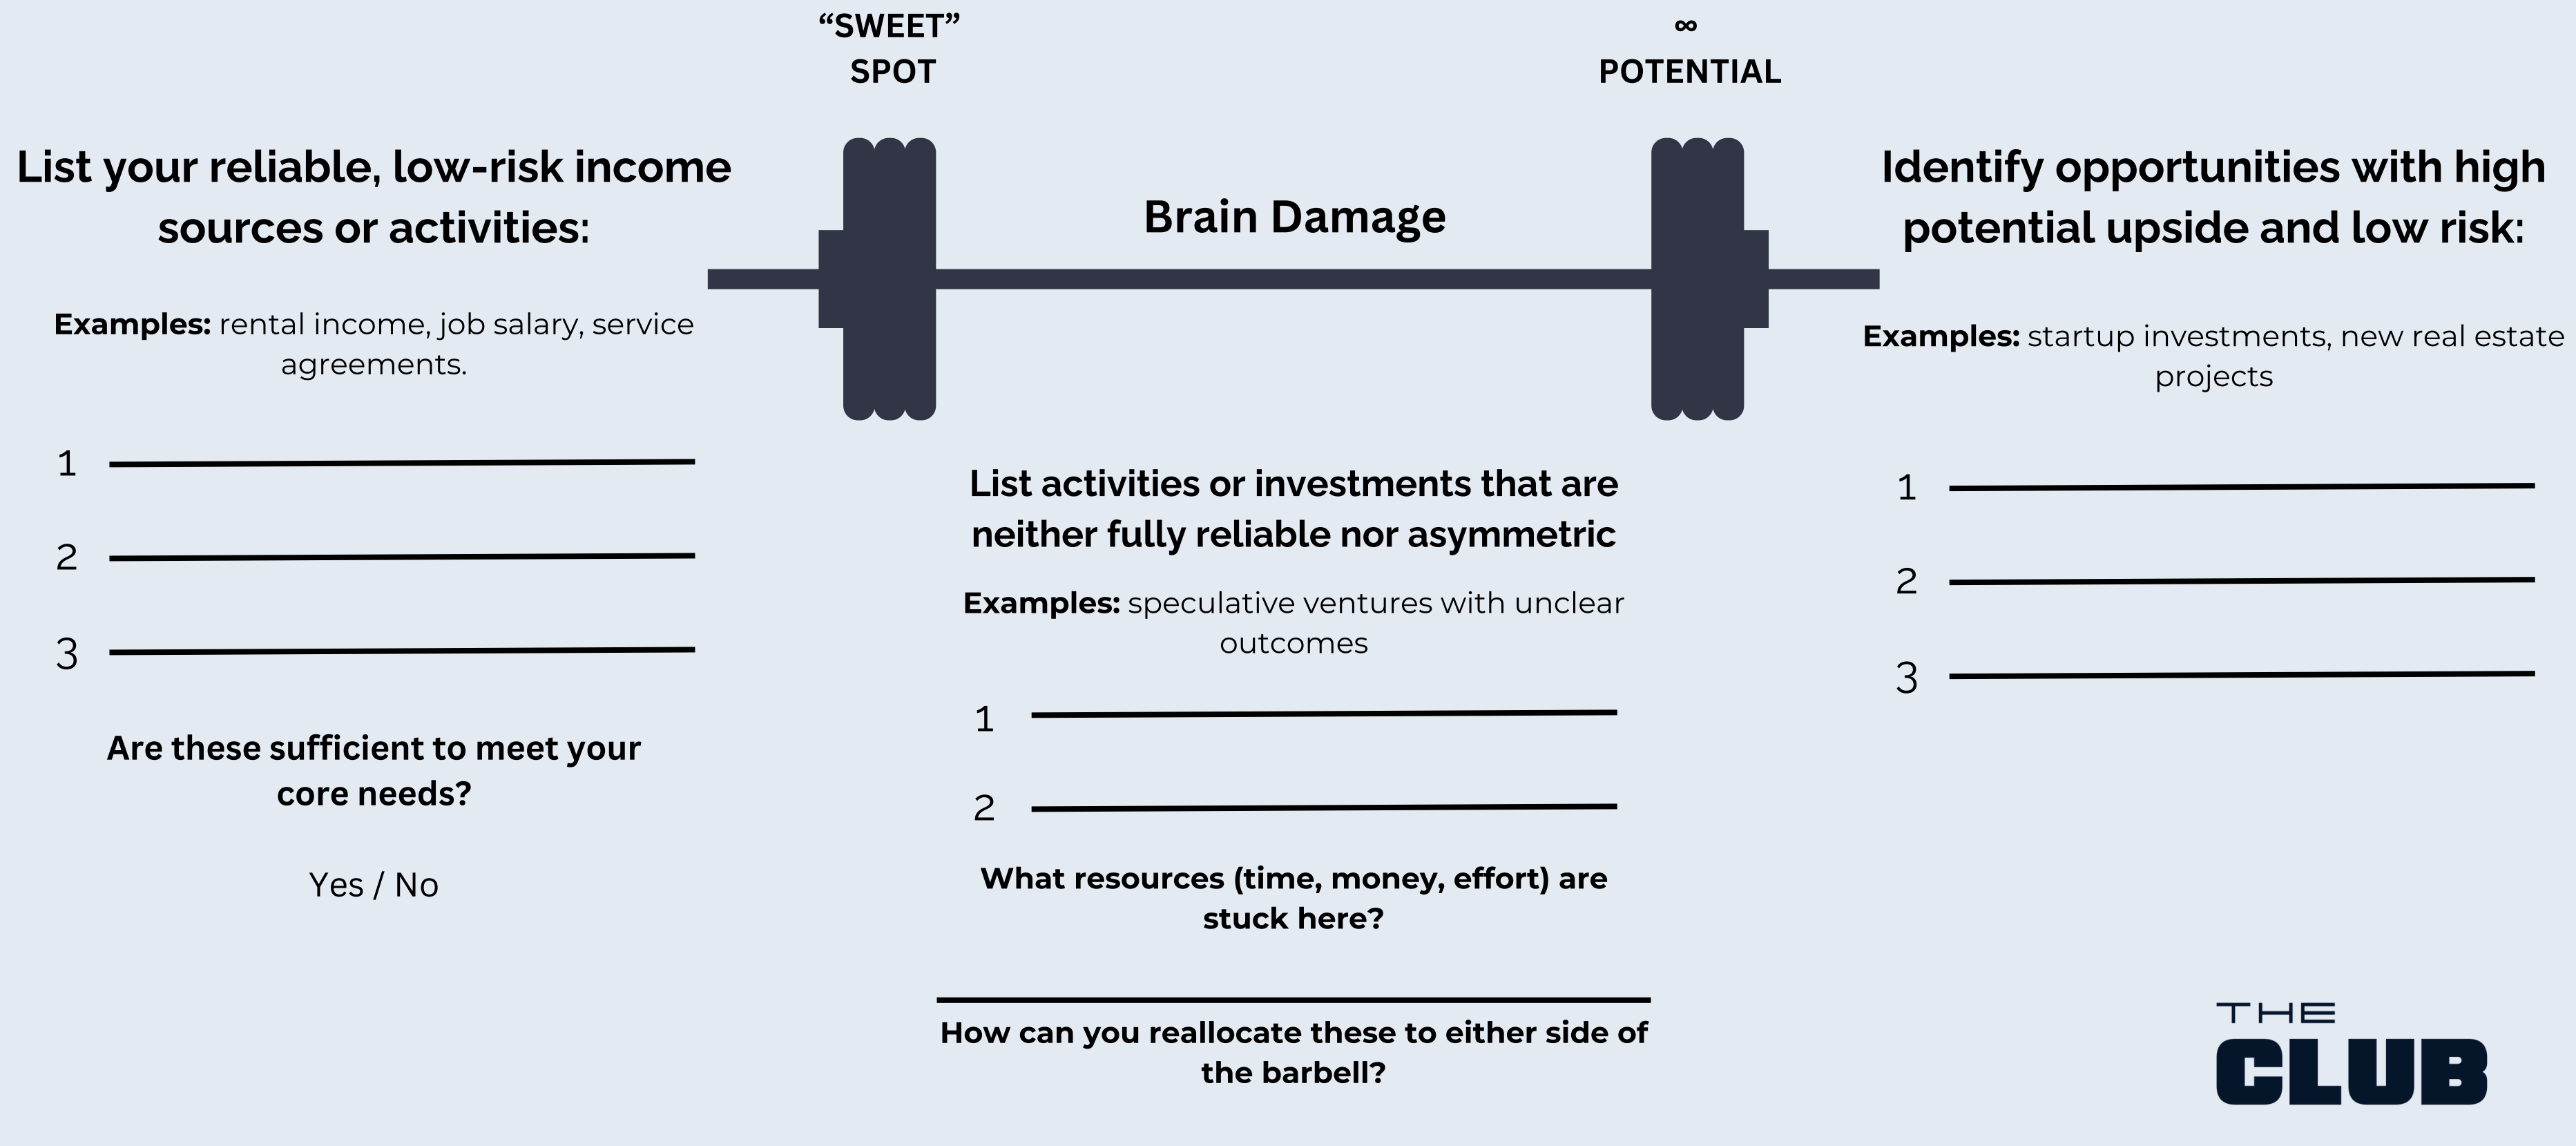 “SWEET”
SPOT
∞
POTENTIAL
List your reliable, low-risk income
sources or activities:
Examples: rental income, job salary, service
agreements.
1
2
3
Are these sufficient to meet your
core needs?
Yes / No
Brain Damage
List activities or investments that are
neither fully reliable nor asymmetric
Examples: speculative ventures with unclear
outcomes
1
2
What resources (time, money, effort) are
stuck here?
How can you reallocate these to either side of
the barbell?
Identify opportunities with high
potential upside and low risk:
Examples: startup investments, new real estate
projects
1
2
3
THE
CLUB